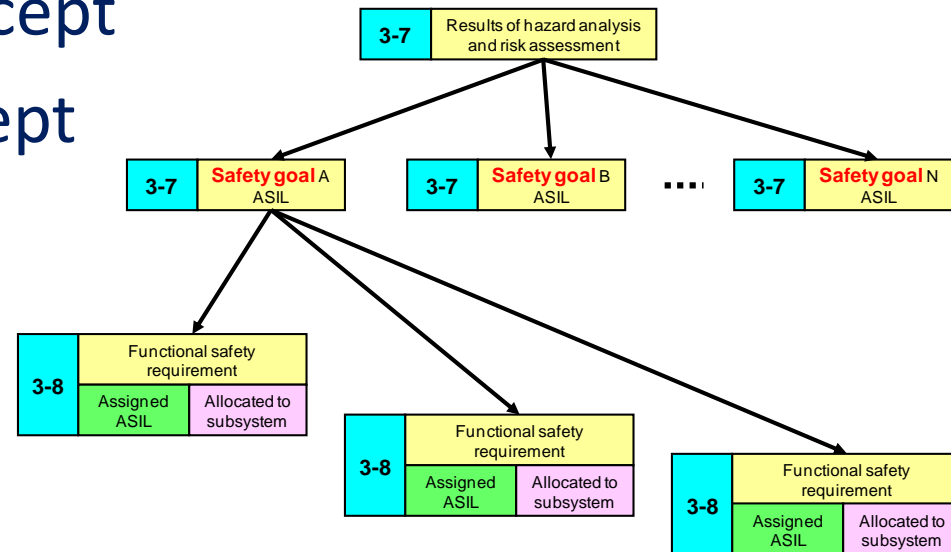 cept
ept
3-7
Results of hazard analysis
and risk assessment
3-7
Safety goal A
ASIL
3-7
Safety goal B
ASIL
....
3-7
Safety goal N
ASIL
3-8
Functional safety
requirement
Assigned
ASIL
Allocated to
subsystem
3-8
Functional safety
requirement
Assigned
ASIL
Allocated to
subsystem
3-8
Functional safety
requirement
Assigned
ASIL
Allocated to
subsystem